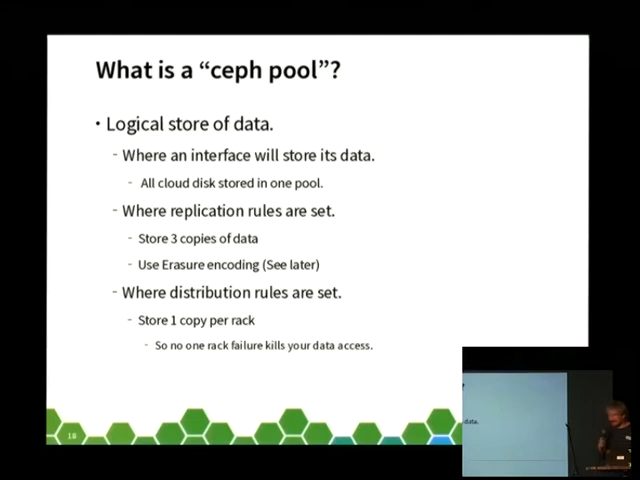 What is a “ceph pool”?
• Logical store of data.
- Where an interface will store its data.
- All cloud disk stored in one pool.
- Where replication rules are set.
- Store 3 copies of data
- Use Erasure encoding (See later)
- Where distribution rules are set.
- Store 1 copy per rack
- So no one rack failure kills your data access.
18
data.